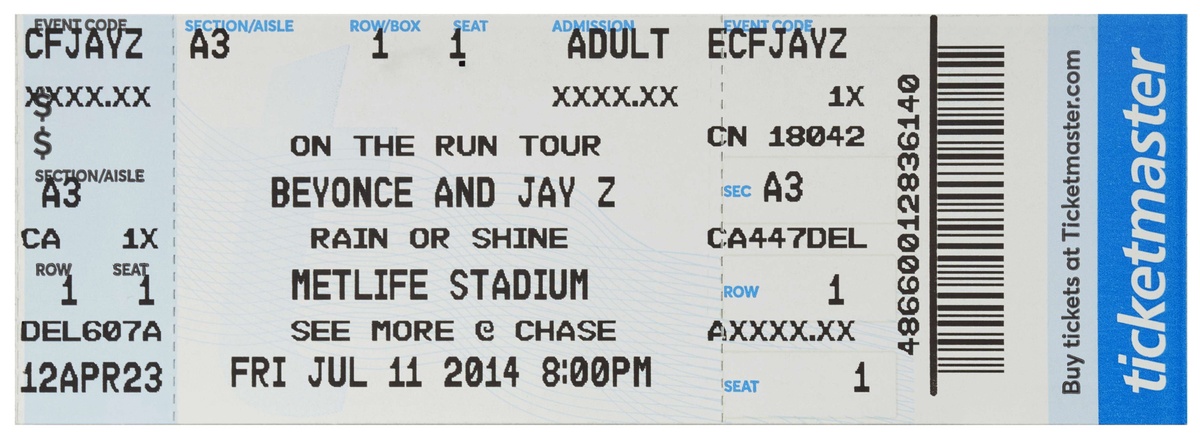 EVENT CODE SECTION/AISLE ROW/BOX SEAT ADMISSION EVENT CODE
CFJAYZ A3 1 1 ADULT ECFJAYZ
XXXX.XX XXXX.XX 1X
$
$
ON THE RUN TOUR CN 18042
SECTION/AISLE
A3 BEYONCE AND JAY Z SEC A3
CA 1X RAIN OR SHINE CA447DEL
ROW SEAT
1 1 METLIFE STADIUM ROW 1
DEL607A SEE MORE @ CHASE AXXXX.XX
12APR23 FRI JUL 11 2014 8:00PM SEAT 1
48660012836140
Buy tickets at Ticketmaster.com
ticketmaster